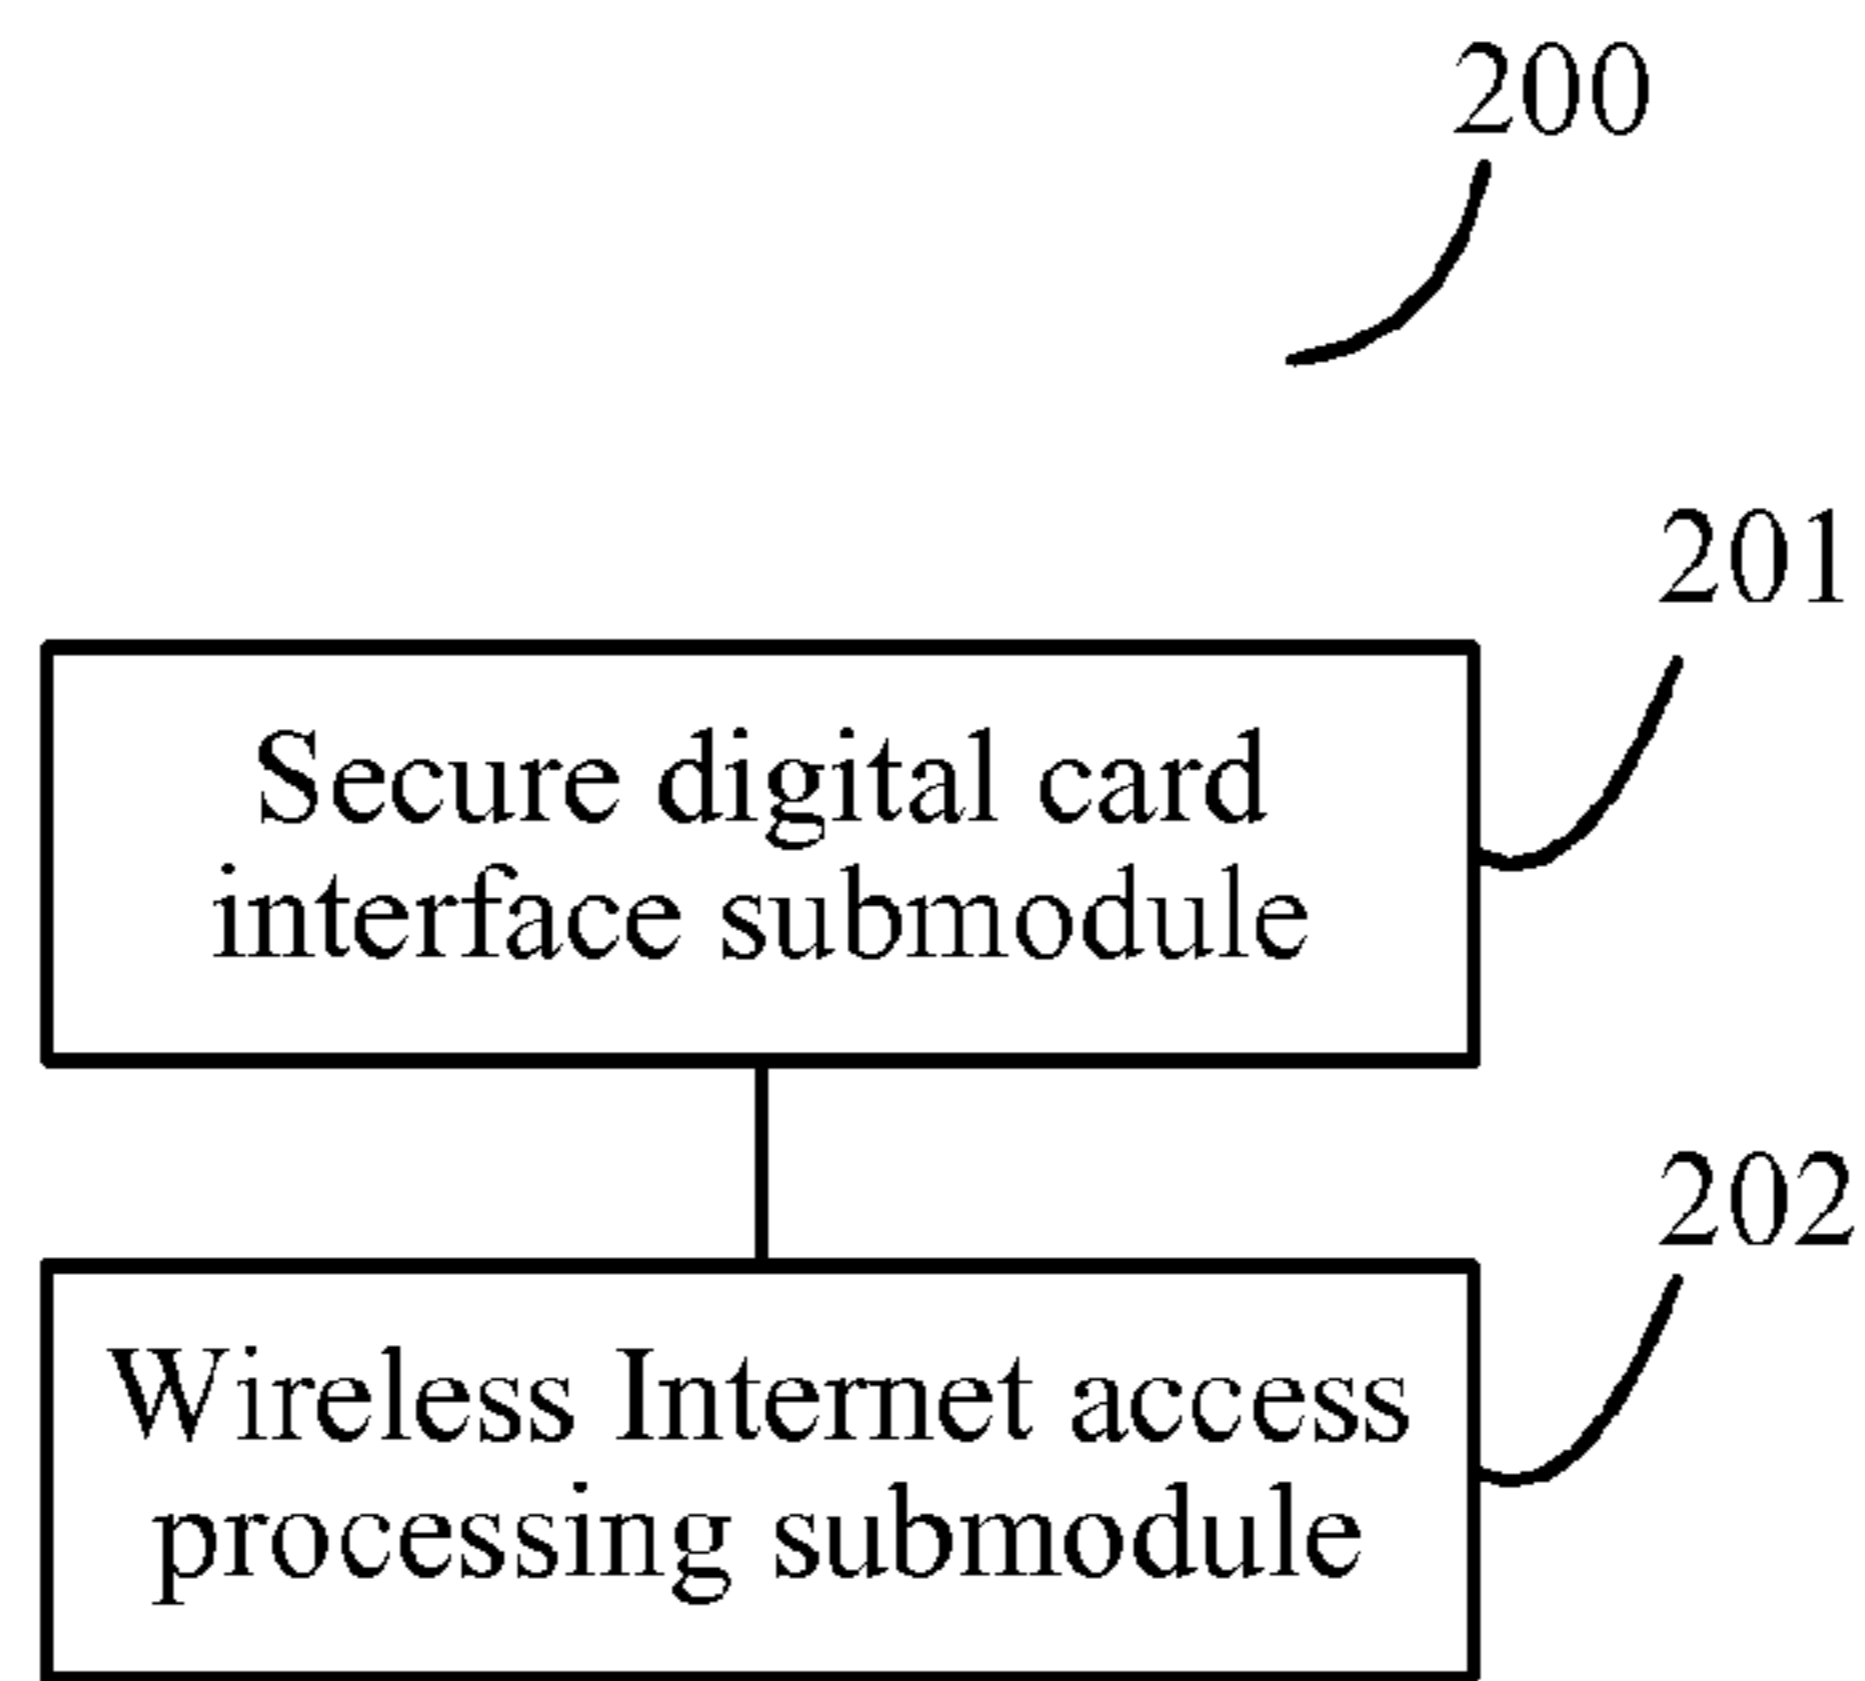 200
201
Secure digital card
interface submodule
202
Wireless Internet access
processing submodule